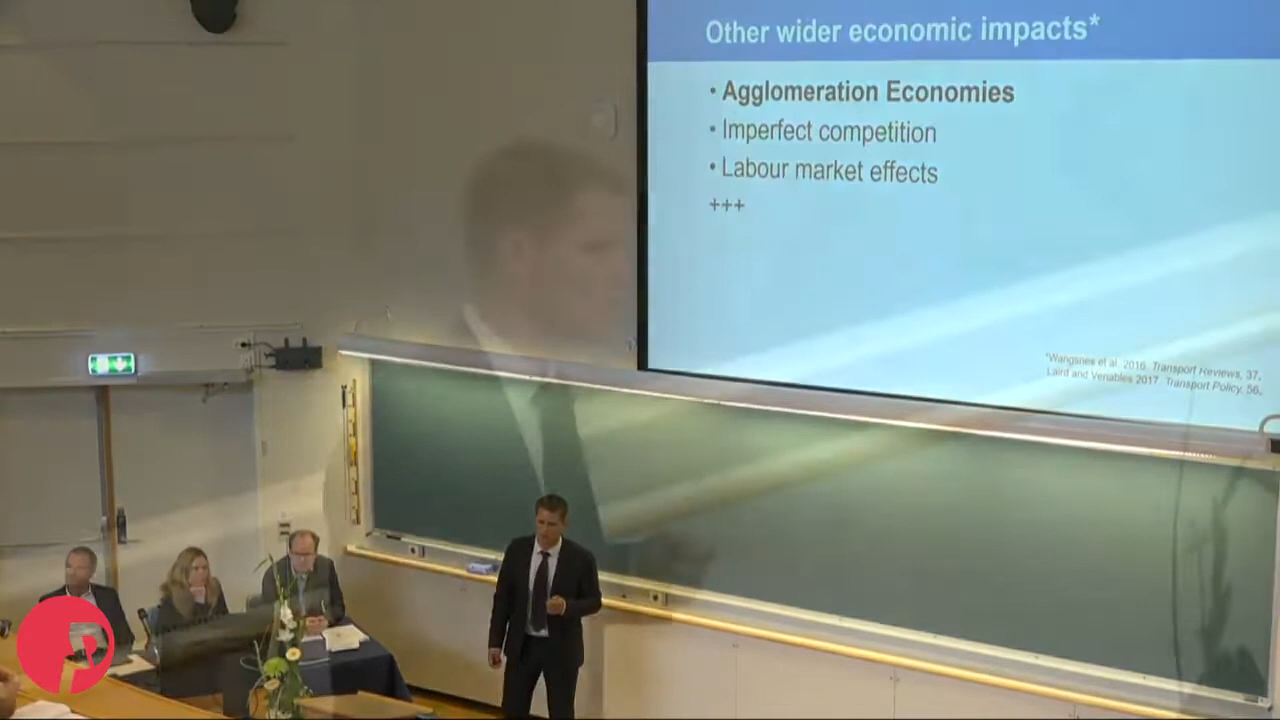 Other wider economic impacts*
• Agglomeration Economies
• Imperfect competition
• Labour market effects
+++
*Wangsnes et al. 2016. Transport Reviews, 37,
Laird and Venables 2017. Transport Policy, 56,